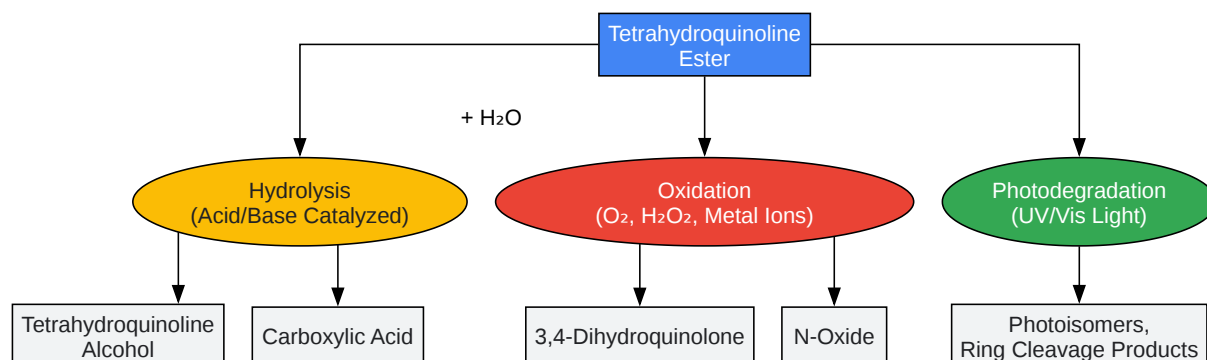 Tetrahydroquinoline
Ester
+ H₂O
Hydrolysis
(Acid/Base Catalyzed)
Oxidation
(O₂, H₂O₂, Metal Ions)
Photodegradation
(UV/Vis Light)
Tetrahydroquinoline
Alcohol
Carboxylic Acid
3,4-Dihydroquinolone
N-Oxide
Photoisomers,
Ring Cleavage Products